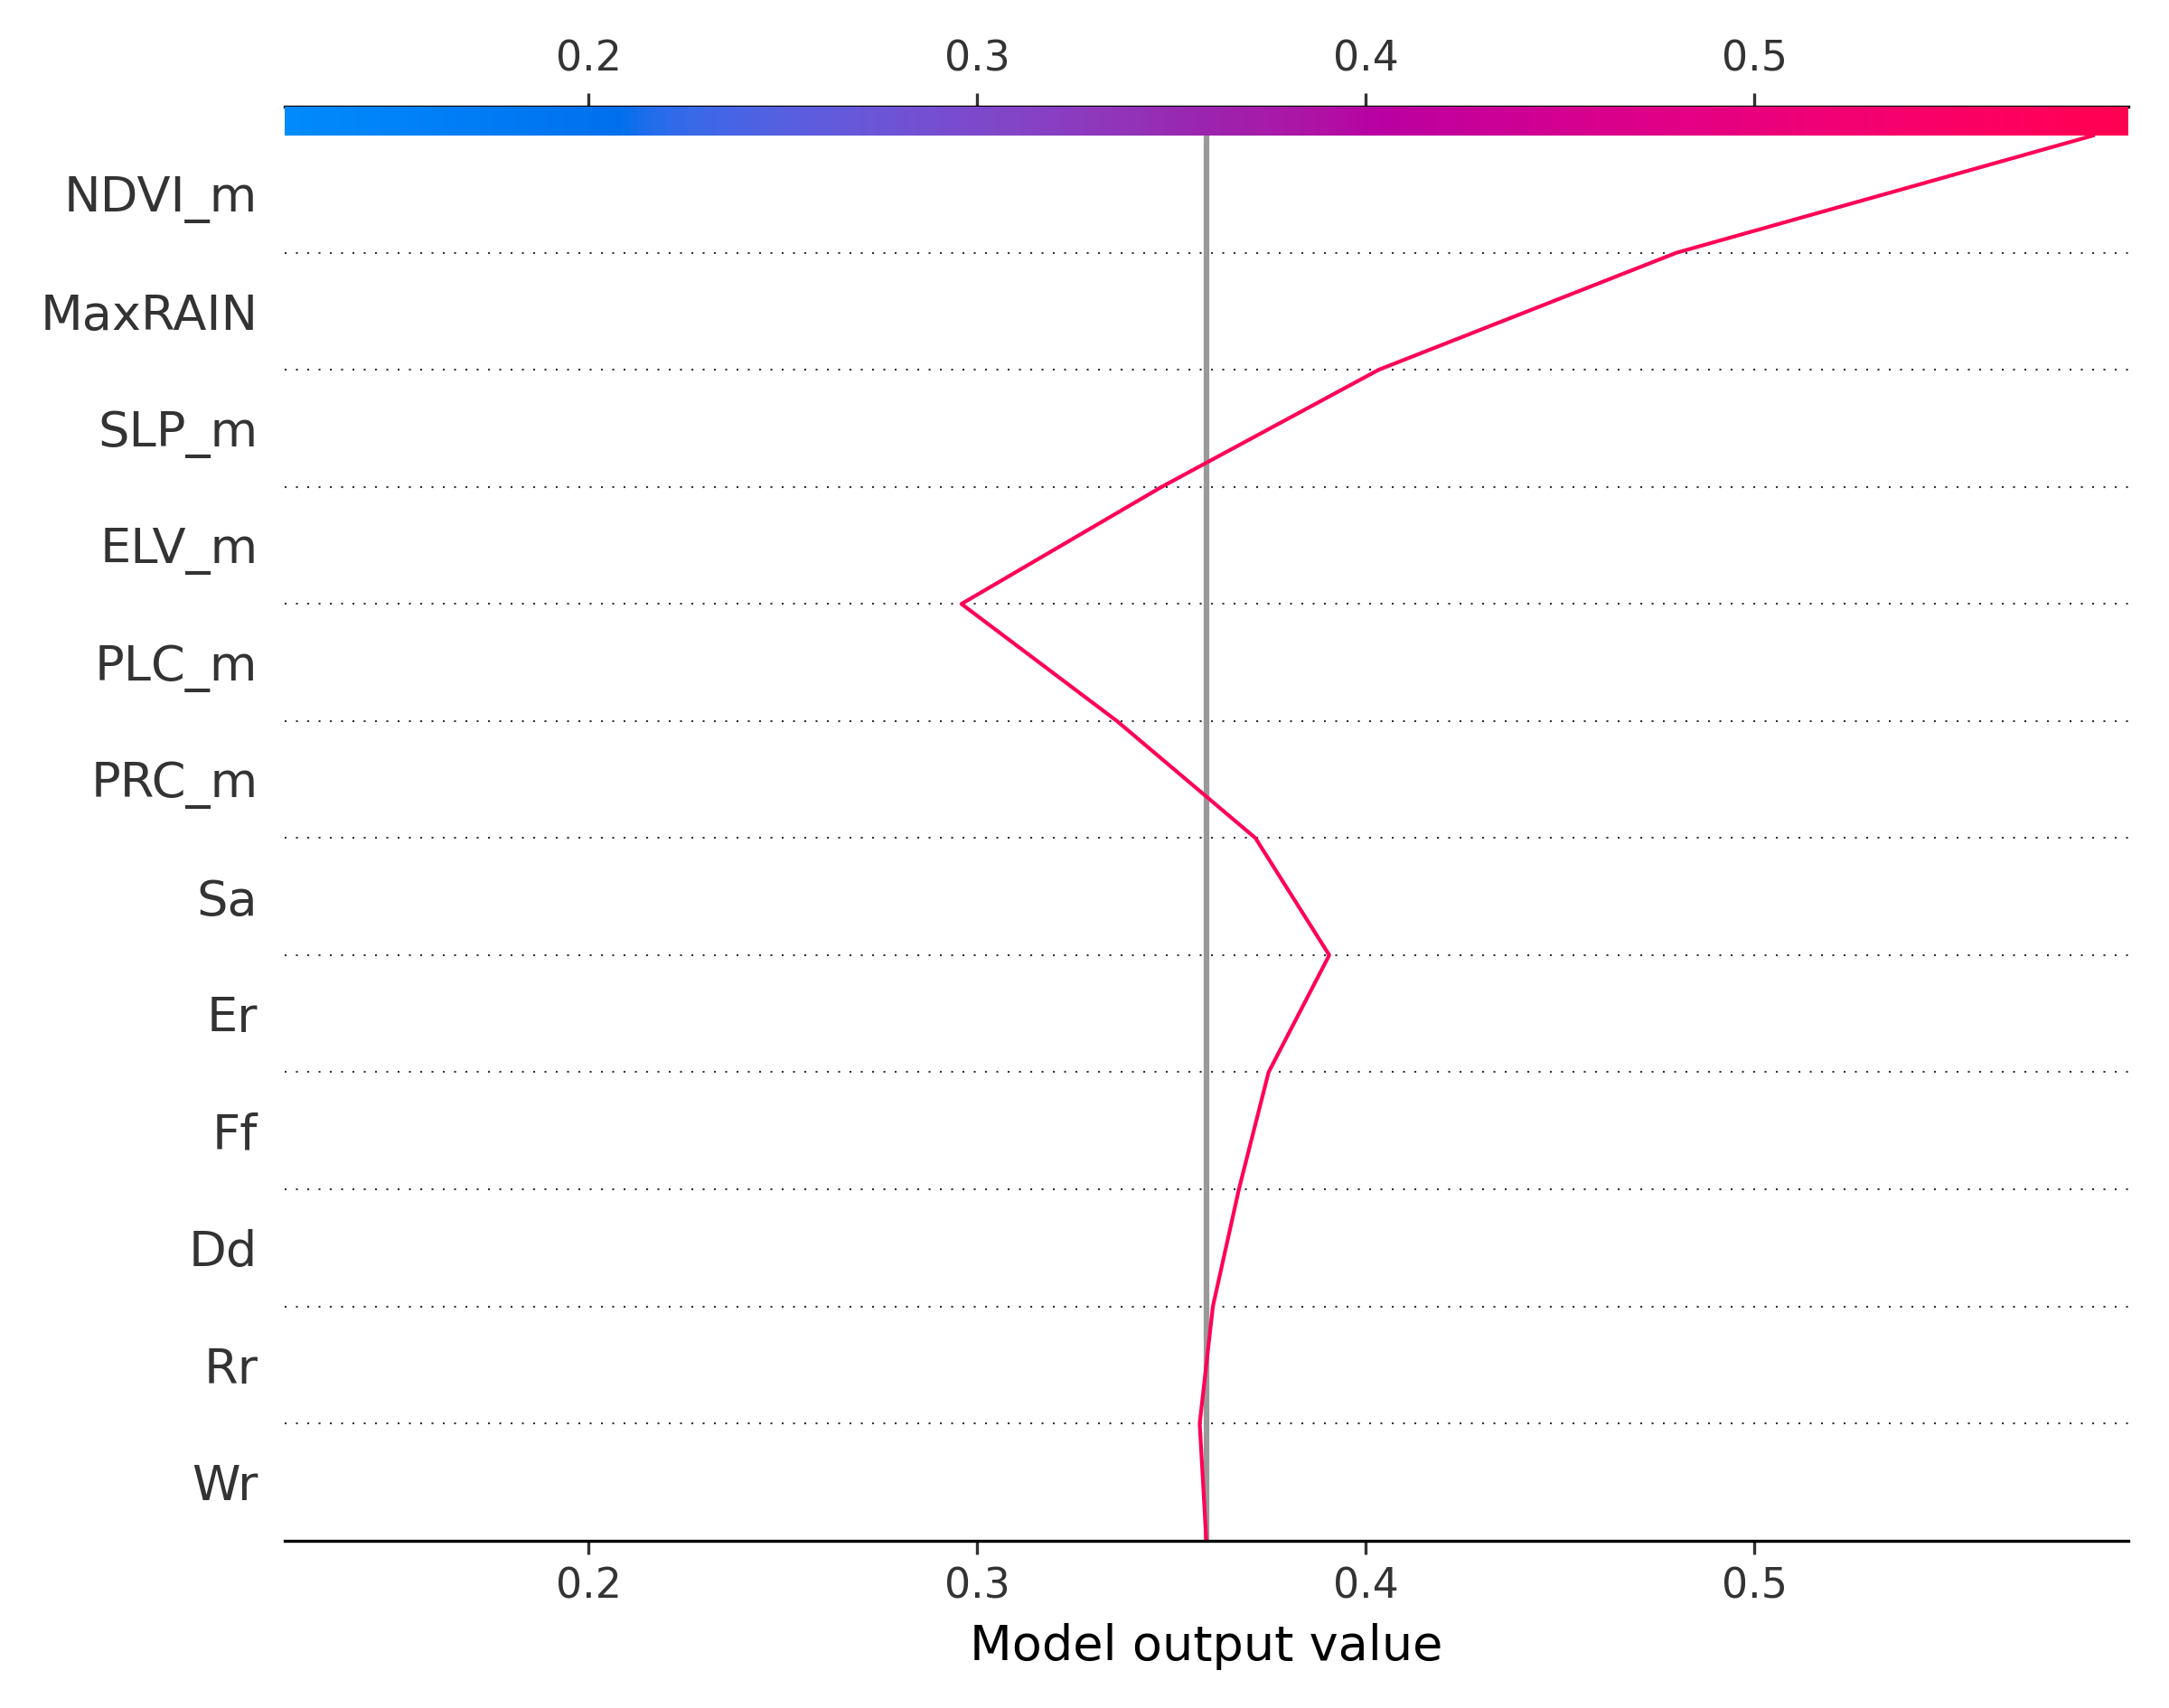 0.2 0.3 0.4 0.5
NDVI_m
MaxRAIN
SLP_m
ELV_m
PLC_m
PRC_m
Sa
Er
Ff
Dd
Rr
Wr
0.2 0.3 0.4 0.5
Model output value